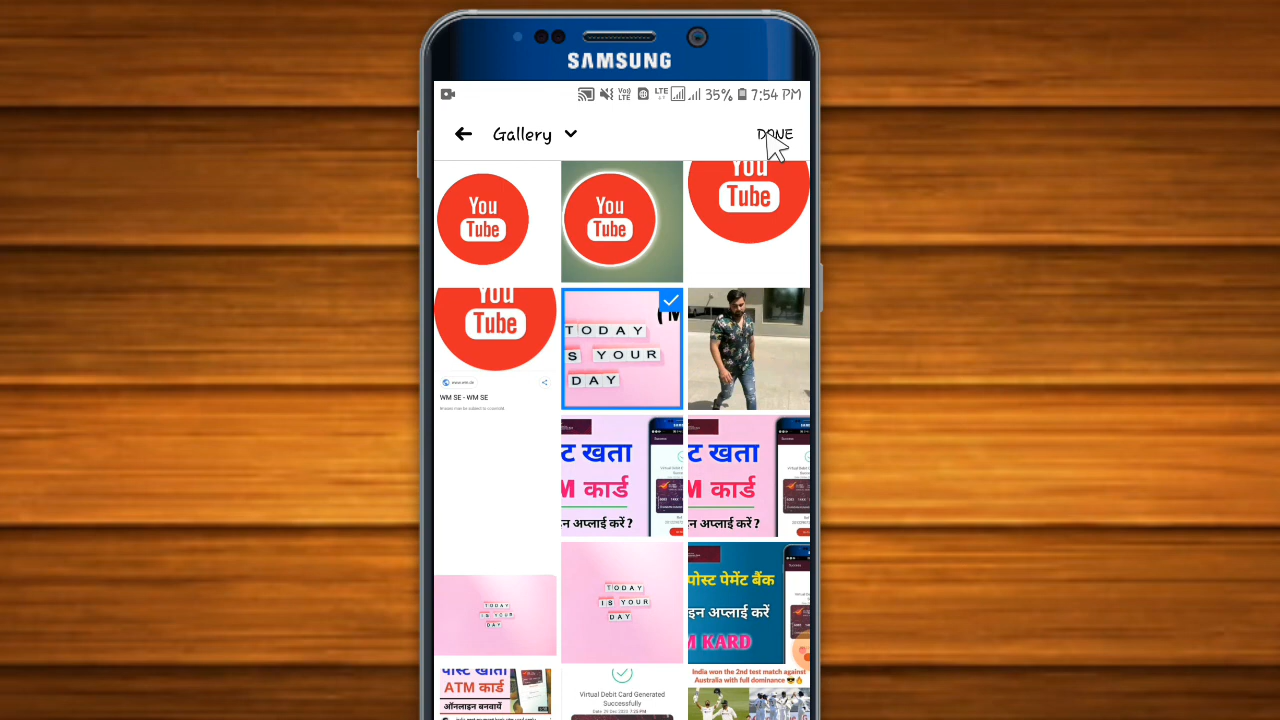 SAMSUNG
35% 7:54 PM
Gallery
DONE
You
Tube
You
Tube
You
Tube
You
Tube
TODAY
S YOUR
DAY
WM SE - WM SE
स्ट खता
M कार्ड
इन अप्लाई करें ?
स्ट खता
M कार्ड
इन अप्लाई करें ?
TODAY
IS YOUR
DAY
TODAY
IS YOUR
DAY
पोस्ट पेमेंट बैंक
इन अप्लाई करें
M KARD
पोस्ट खाता
ATM कार्ड
ऑनलाइन बनवायें
Virtual Debit Card Generated
Successfully
India won the 2nd test match against
Australia with full dominance